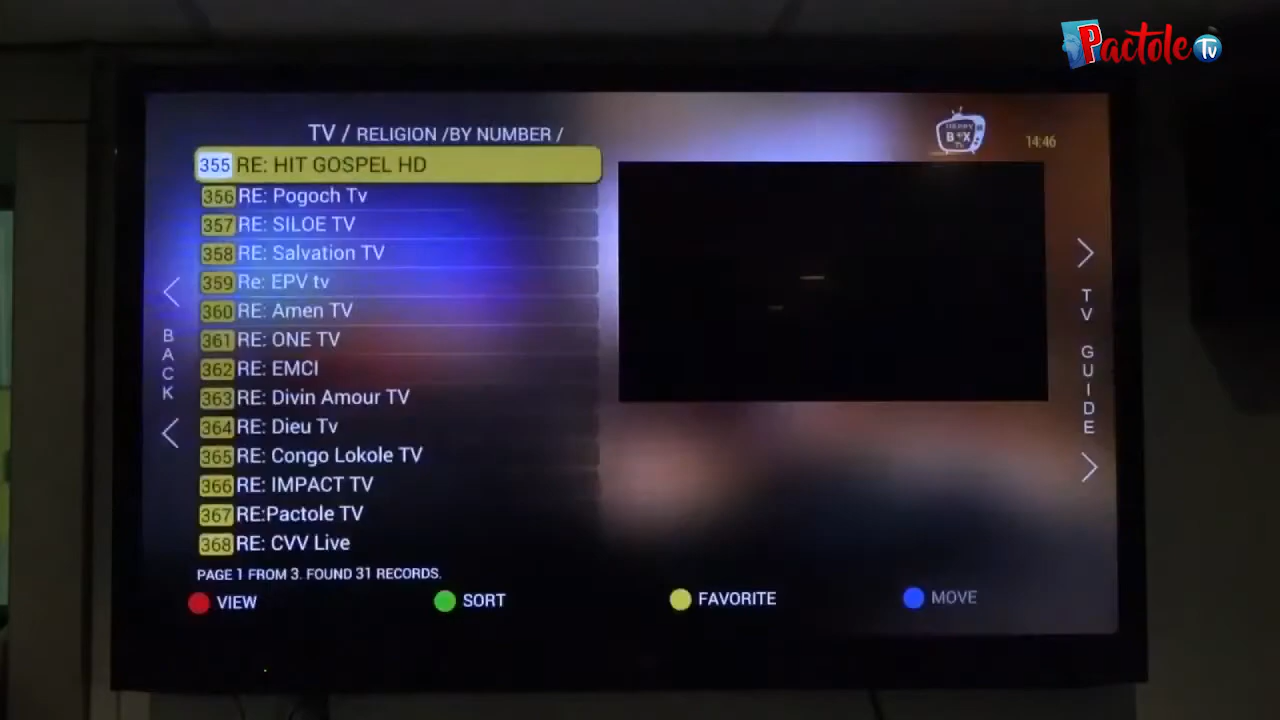 Pactole Tv
TV / RELIGION /BY NUMBER /
BOX
TV
14:46
355 RE: HIT GOSPEL HD
356 RE: Pogoch Tv
357 RE: SILOE TV
358 RE: Salvation TV
359 Re: EPV tv
360 RE: Amen TV
361 RE: ONE TV
362 RE: EMCI
363 RE: Divin Amour TV
364 RE: Dieu Tv
365 RE: Congo Lokole TV
366 RE: IMPACT TV
367 RE:Pactole TV
368 RE: CVV Live
BACK
TV GUIDE
PAGE 1 FROM 3. FOUND 31 RECORDS.
VIEW SORT FAVORITE MOVE